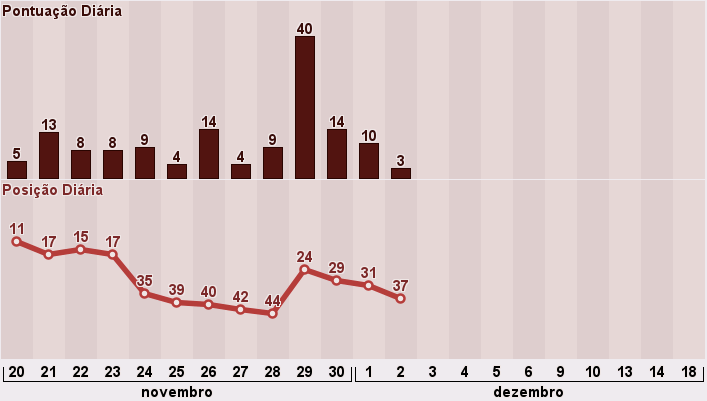 Pontuação Diária
5 13 8 8 9 4 14 4 9 40 14 10 3
Posição Diária
11 17 15 17 35 39 40 42 44 24 29 31 37
20 21 22 23 24 25 26 27 28 29 30 1 2 3 4 5 6 9 10 13 14 18
novembro dezembro